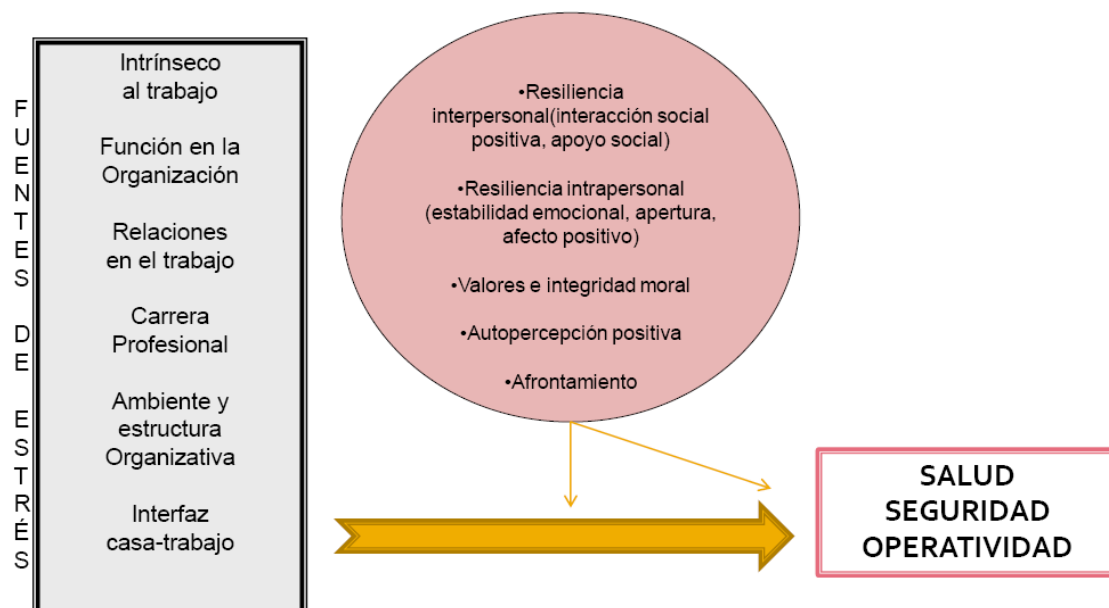 FUENTES DE ESTRÉS
Intrínseco
al trabajo
Función en la
Organización
Relaciones
en el trabajo
Carrera
Profesional
Ambiente y
estructura
Organizativa
Interfaz
casa-trabajo
•Resiliencia
interpersonal(interacción social
positiva, apoyo social)
•Resiliencia intrapersonal
(estabilidad emocional, apertura,
afecto positivo)
•Valores e integridad moral
•Autopercepción positiva
•Afrontamiento
SALUD
SEGURIDAD
OPERATIVIDAD